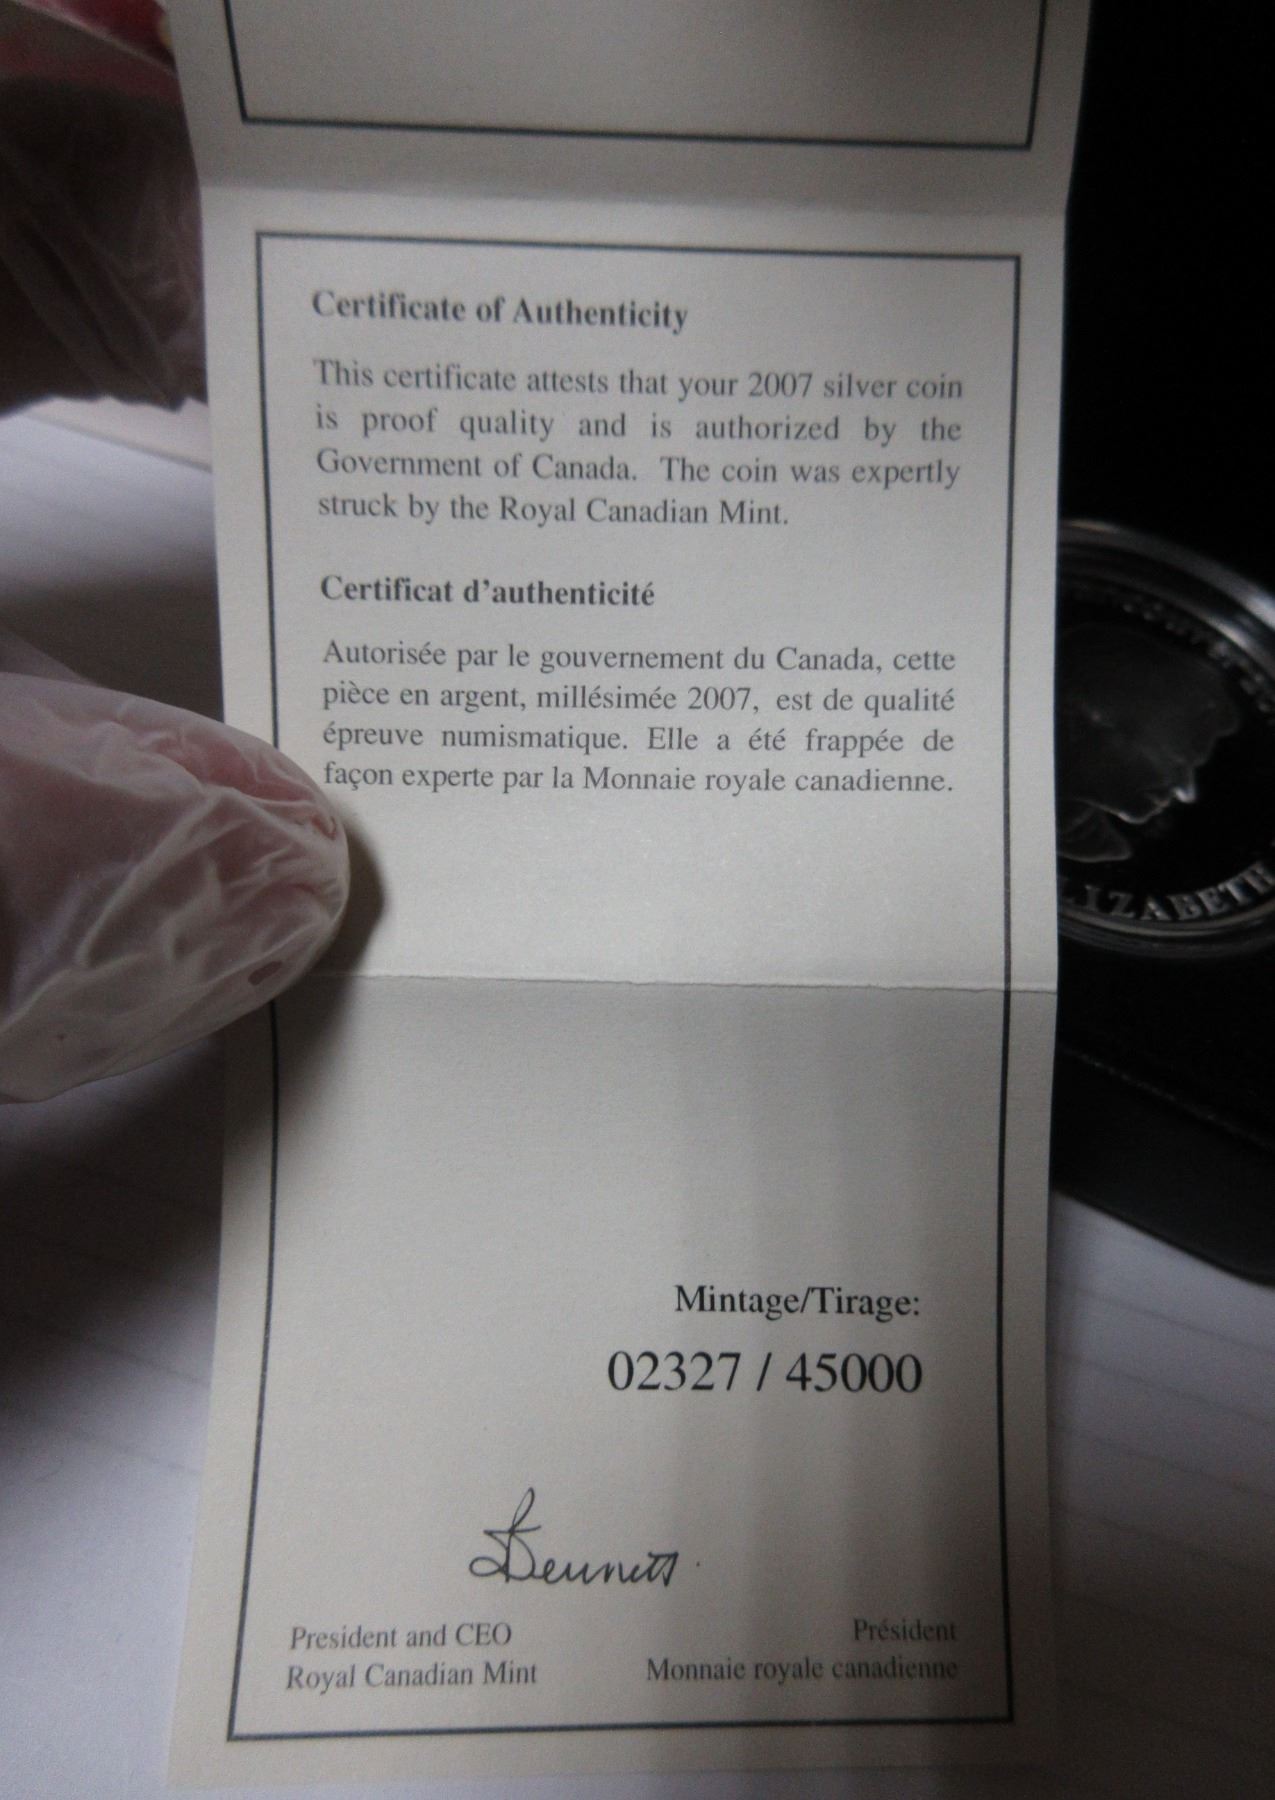 Certificate of Authenticity
This certificate attests that your 2007 silver coin
is proof quality and is authorized by the
Government of Canada. The coin was expertly
struck by the Royal Canadian Mint.
Certificat d'authenticité
Autorisée par le gouvernement du Canada, cette
pièce en argent, millésimée 2007, est de qualité
épreuve numismatique. Elle a été frappée de
façon experte par la Monnaie royale canadienne.
Mintage/Tirage:
02327 / 45000
Bennett
President and CEO
Royal Canadian Mint
Président
Monnaie royale canadienne
LIZABETH